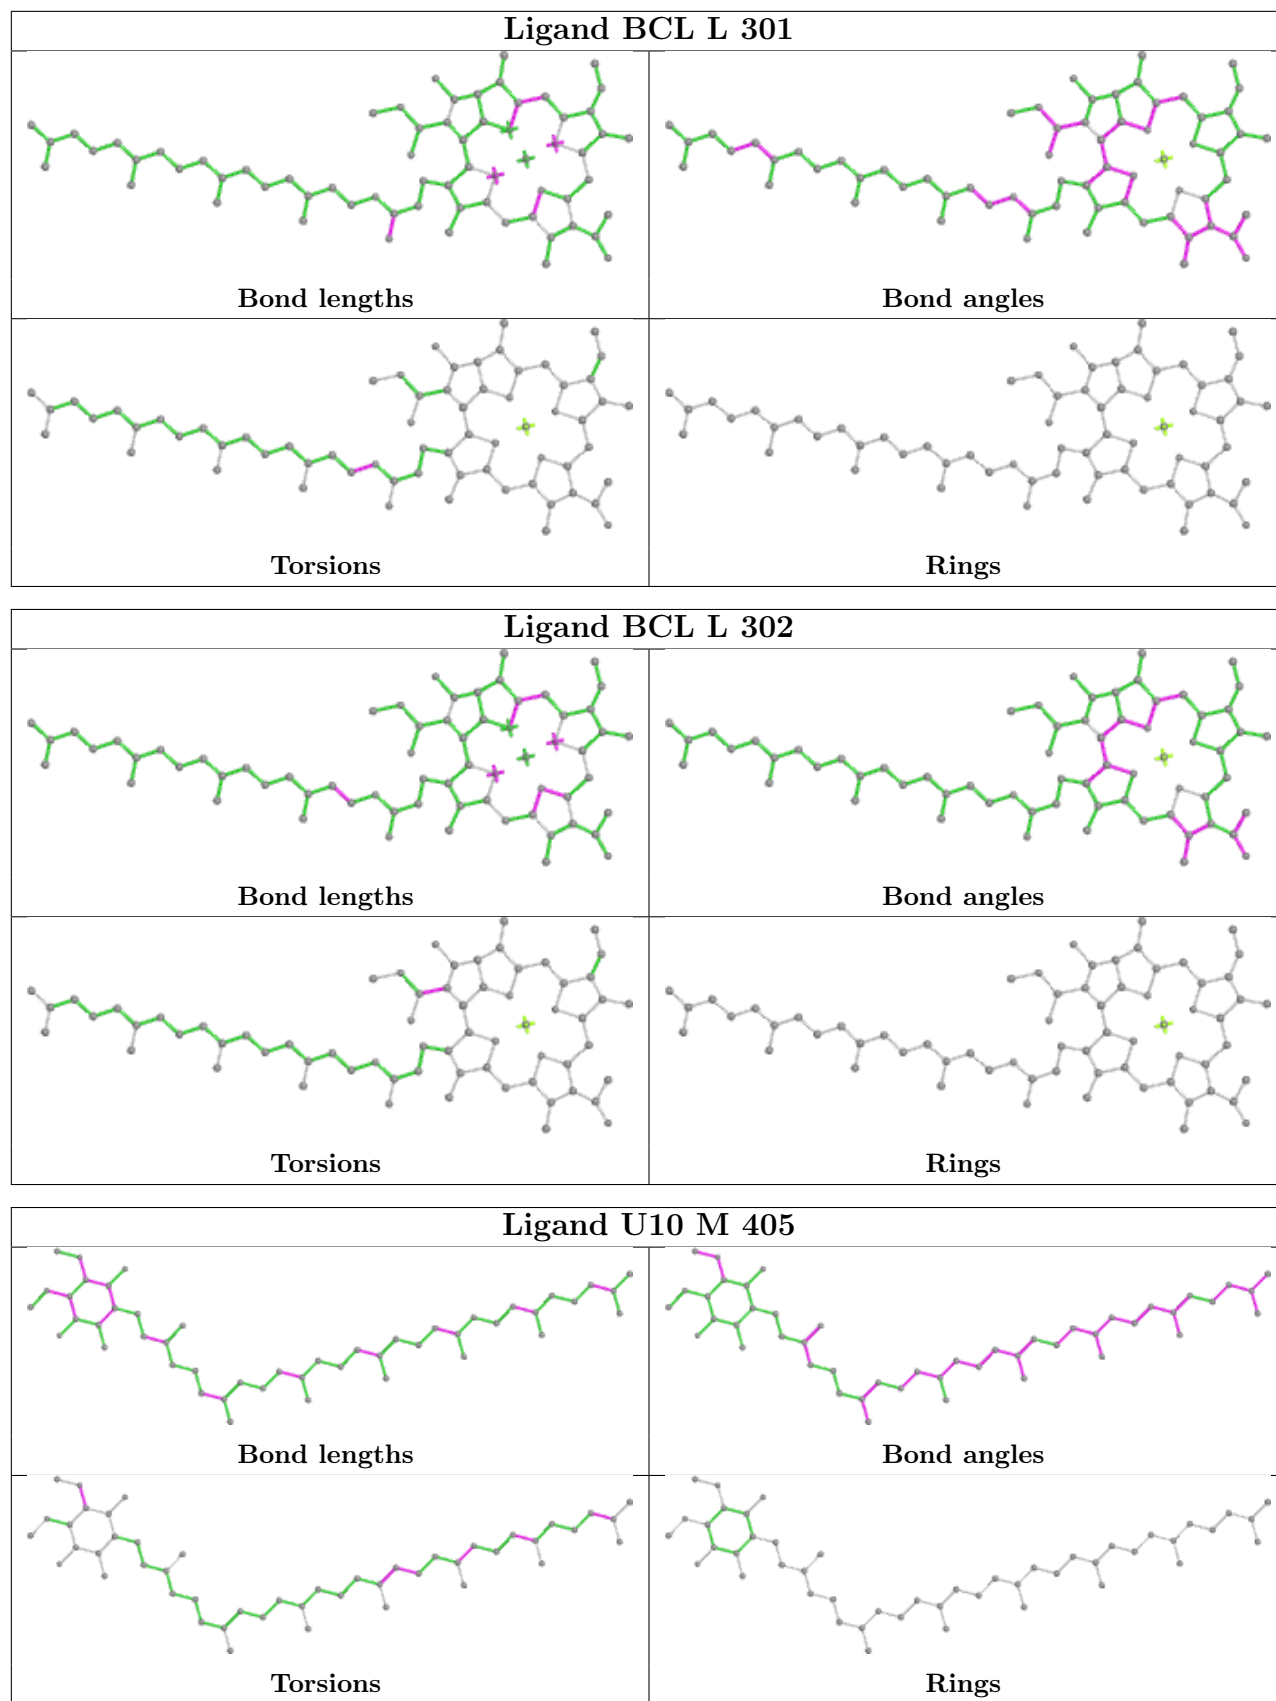 Ligand BCL L 301
Bond lengths
Bond angles
Torsions
Rings
Ligand BCL L 302
Bond lengths
Bond angles
Torsions
Rings
Ligand U10 M 405
Bond lengths
Bond angles
Torsions
Rings